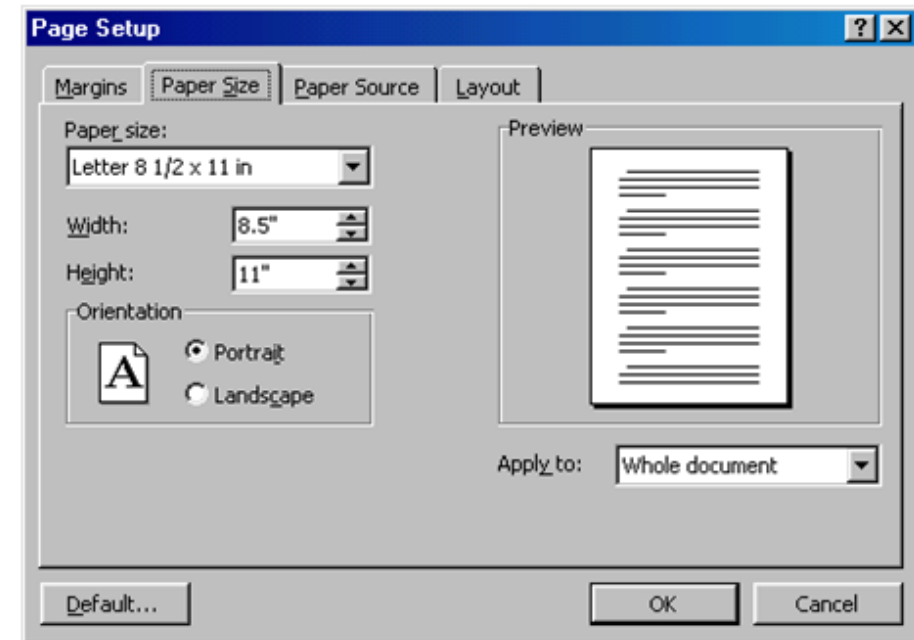 Page Setup
Margins
Paper Size
Paper Source
Layout
Paper size:
Letter 8 1/2 x 11 in
Width:
8.5"
Height:
11"
Orientation
A
Portrait
Landscape
Preview
Apply to:
Whole document
Default...
OK
Cancel